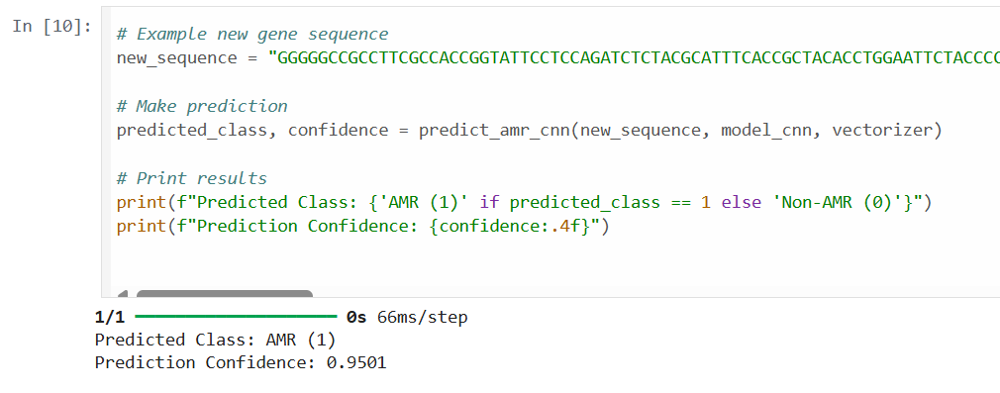 In [10]:
# Example new gene sequence
new_sequence = "GGGGGCCGCCTTCGCCACCGGTATTCCTCCAGATCTCTACGCATTTCACCGCTACACCTGGAATTCTACCCC
# Make prediction
predicted_class, confidence = predict_amr_cnn(new_sequence, model_cnn, vectorizer)
# Print results
print(f"Predicted Class: {'AMR (1)' if predicted_class == 1 else 'Non-AMR (0)'}")
print(f"Prediction Confidence: {confidence:.4f}")
1/1 0s 66ms/step
Predicted Class: AMR (1)
Prediction Confidence: 0.9501